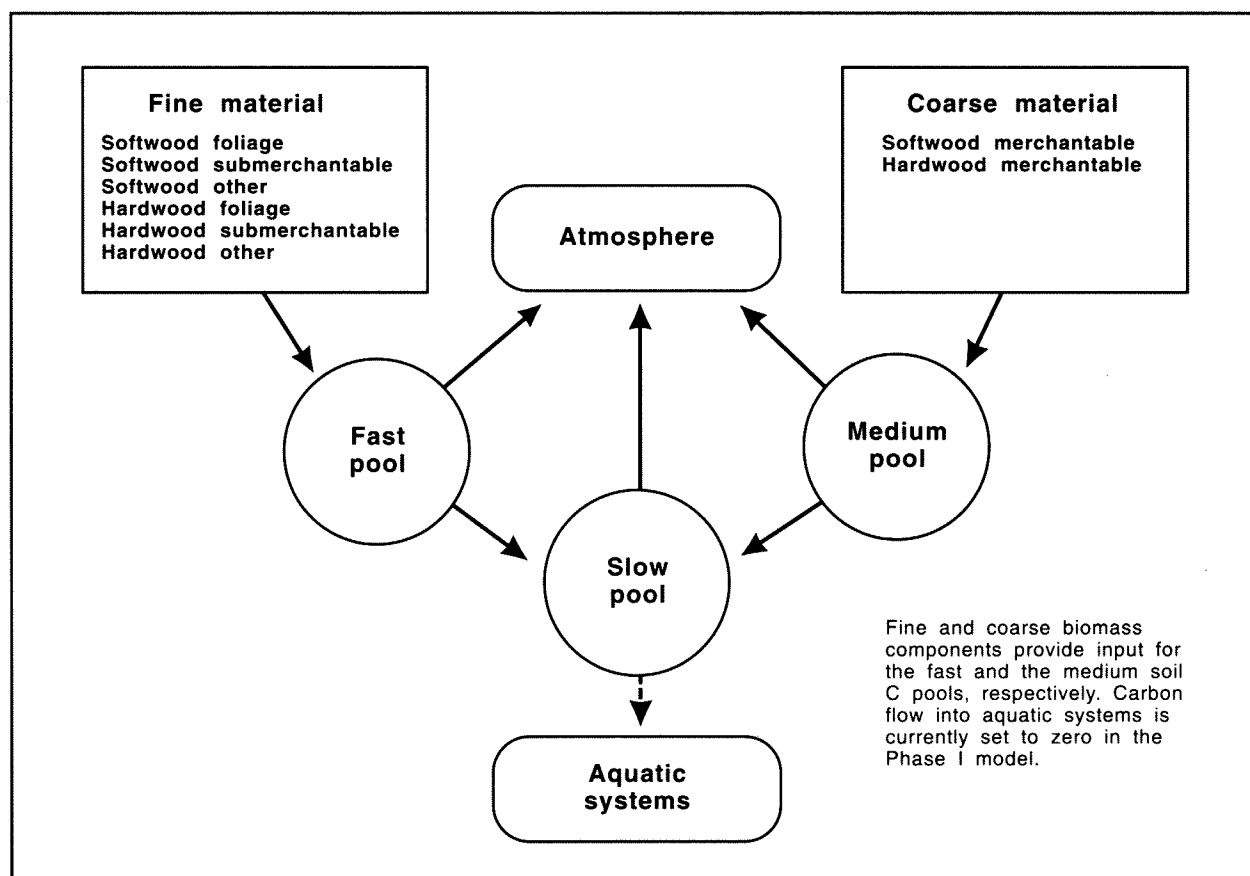 Fine material
Softwood foliage
Softwood submerchantable
Softwood other
Hardwood foliage
Hardwood submerchantable
Hardwood other
Coarse material
Softwood merchantable
Hardwood merchantable
Atmosphere
Fast
pool
Medium
pool
Slow
pool
Aquatic
systems
Fine and coarse biomass
components provide input for
the fast and the medium soil
C pools, respectively. Carbon
flow into aquatic systems is
currently set to zero in the
Phase I model.